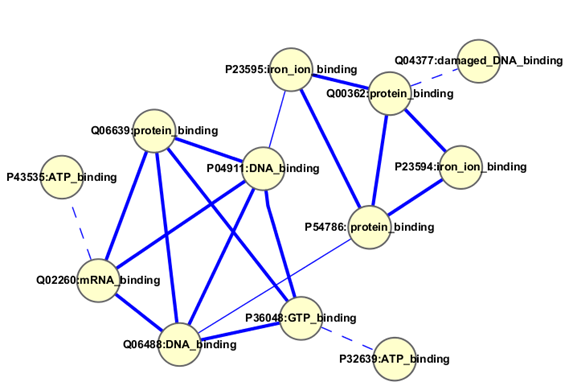 Q04377:damaged_DNA_binding
P23595:iron_ion_binding
Q00362:protein_binding
Q06639:protein_binding
P04911:DNA_binding
P23594:iron_ion_binding
P43535:ATP_binding
P54786:protein_binding
Q02260:mRNA_binding
P36048:GTP_binding
Q06488:DNA_binding
P32639:ATP_binding